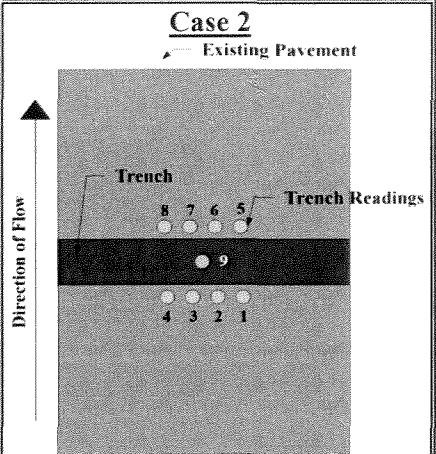 Case 2
Existing Pavement
Direction of Flow
Trench
Trench Readings
8 7 6 5
9
4 3 2 1